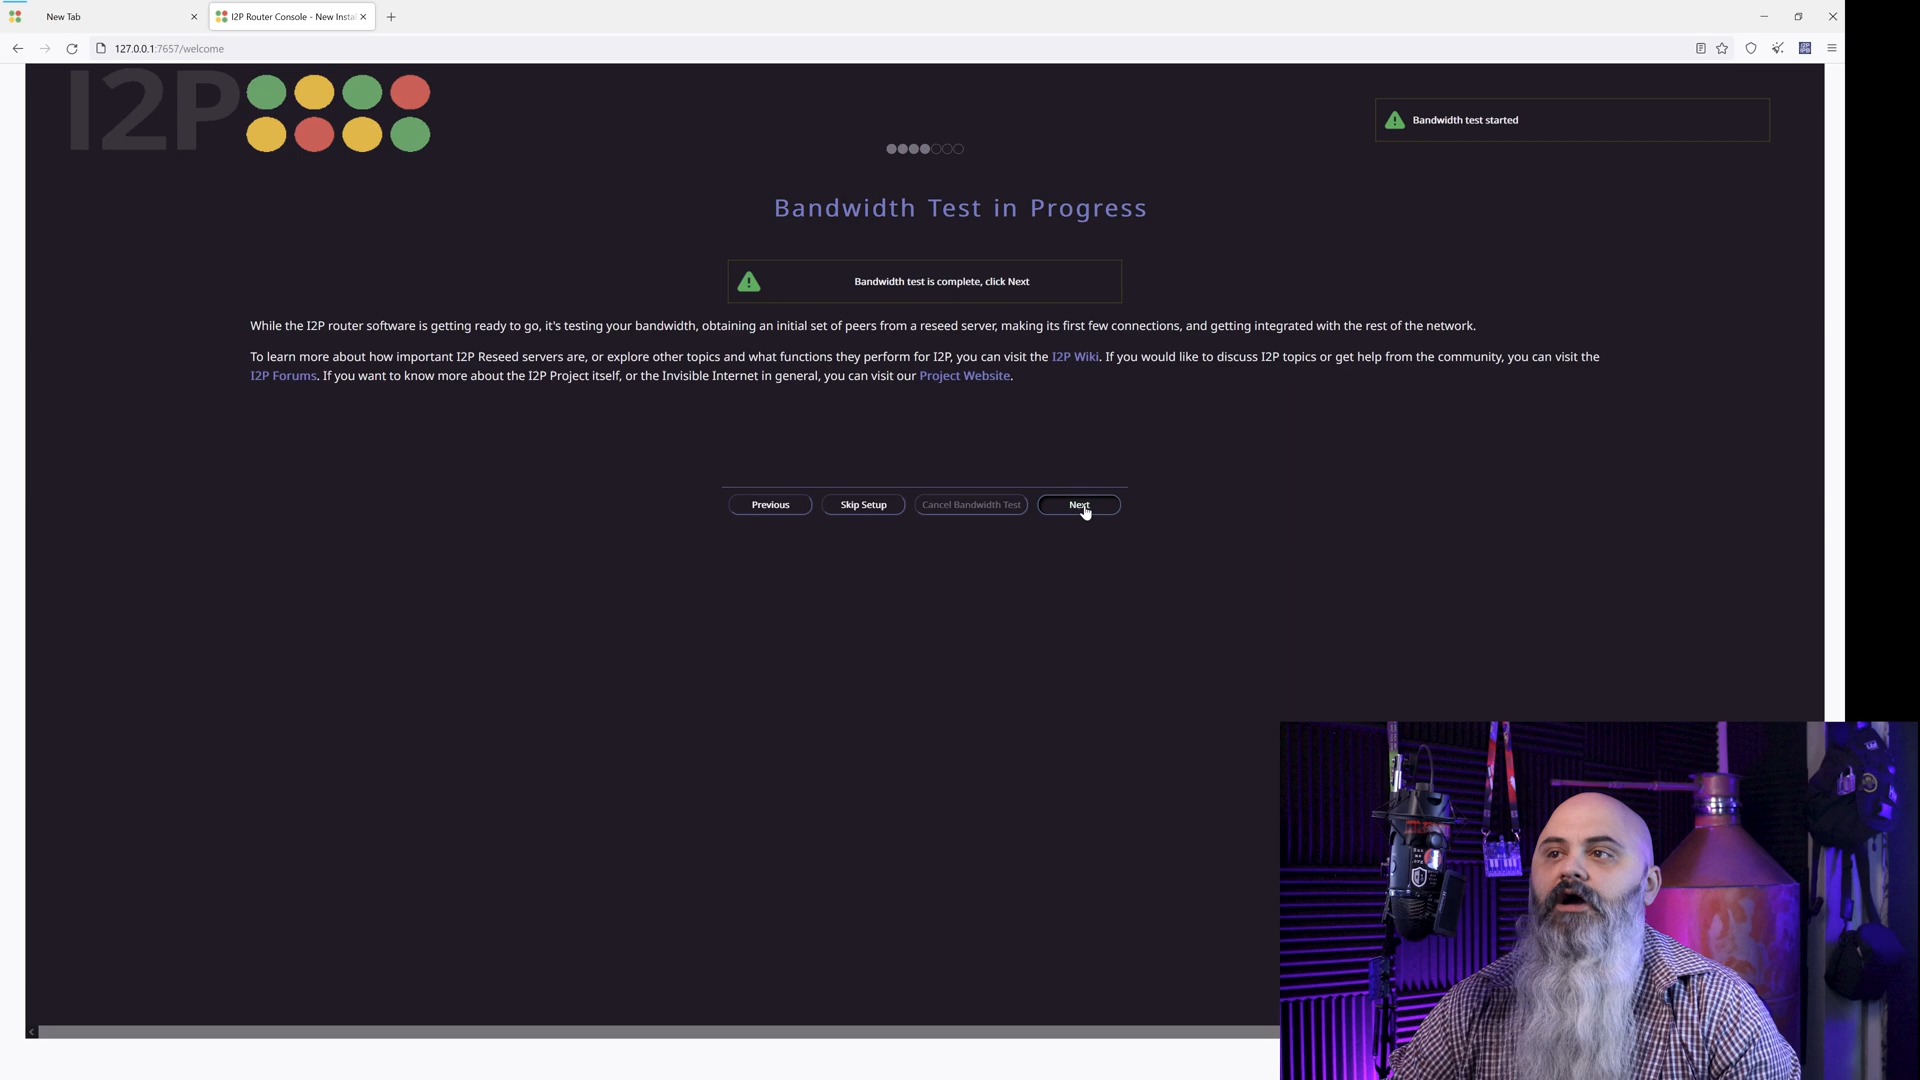 New Tab
I2P Router Console - New Insta
127.0.0.1:7657/welcome
I2P
Bandwidth test started
Bandwidth Test in Progress
Bandwidth test is complete, click Next
While the I2P router software is getting ready to go, it's testing your bandwidth, obtaining an initial set of peers from a reseed server, making its first few connections, and getting integrated with the rest of the network.
To learn more about how important I2P Reseed servers are, or explore other topics and what functions they perform for I2P, you can visit the I2P Wiki. If you would like to discuss I2P topics or get help from the community, you can visit the
I2P Forums. If you want to know more about the I2P Project itself, or the Invisible Internet in general, you can visit our Project Website.
Previous
Skip Setup
Cancel Bandwidth Test
Next